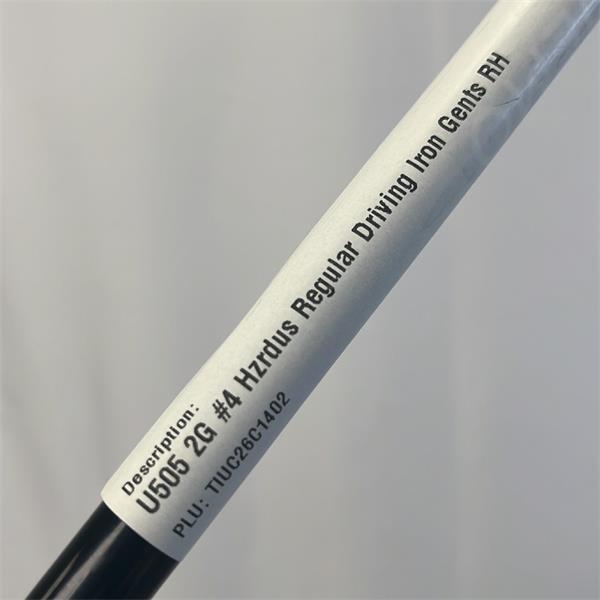 Description:
U505 2G #4 Hzrdus Regular Driving Iron Gents RH
PLU: TIUC26C1402